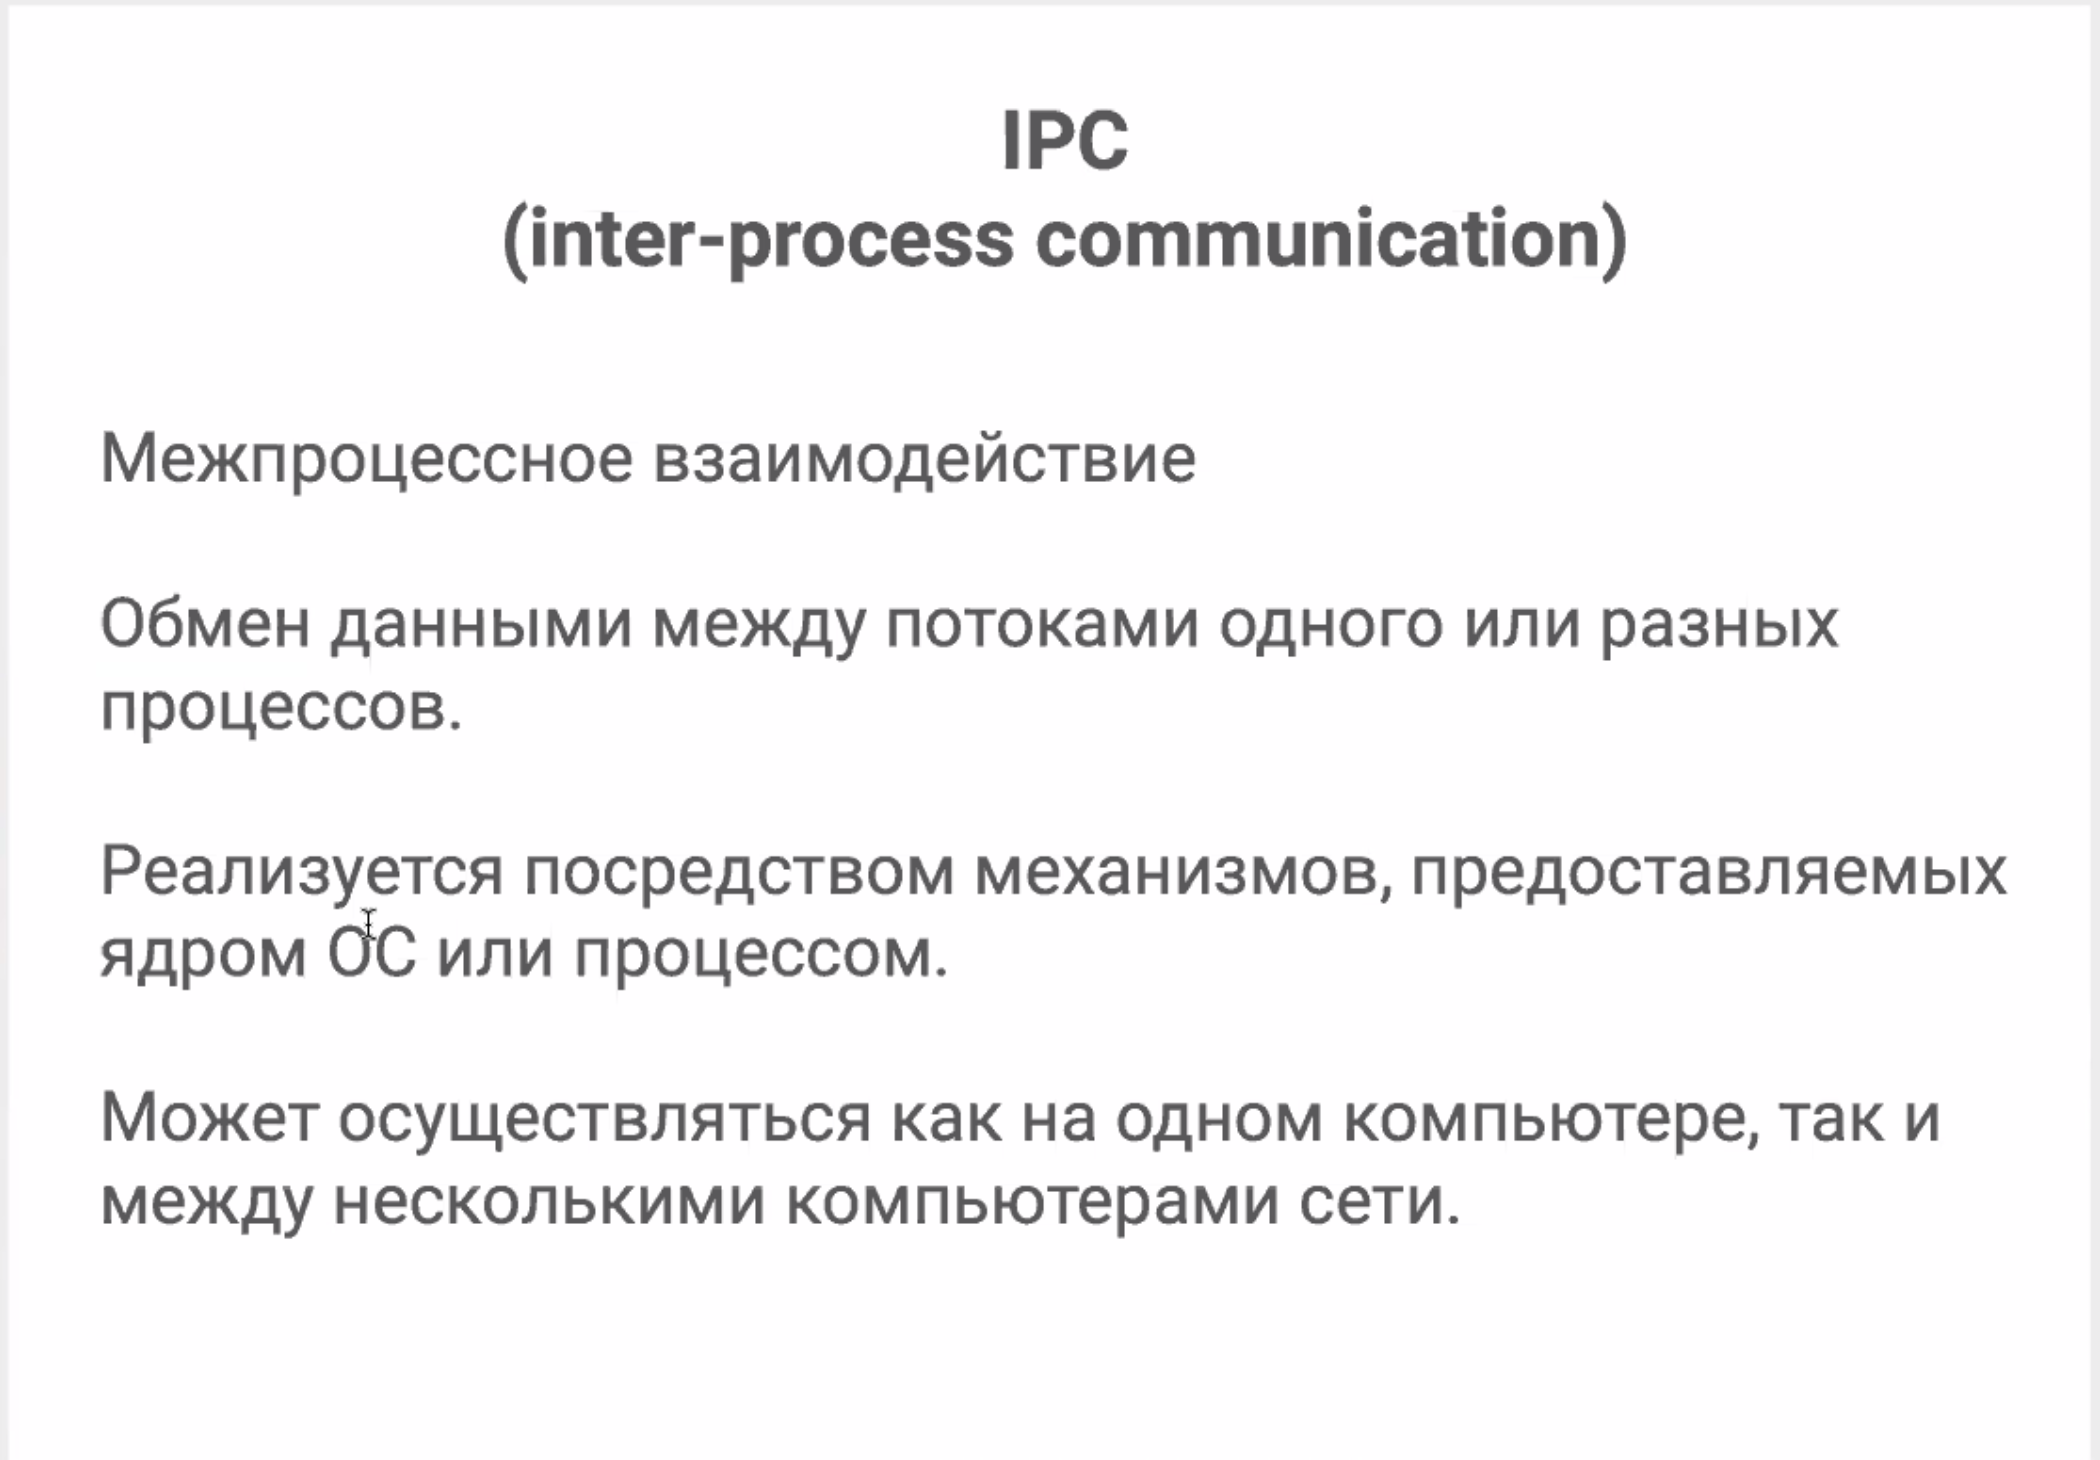 IPC
(inter-process communication)
Межпроцессное взаимодействие
Обмен данными между потоками одного или разных
процессов.
Реализуется посредством механизмов, предоставляемых
ядром ОС или процессом.
Может осуществляться как на одном компьютере, так и
между несколькими компьютерами сети.